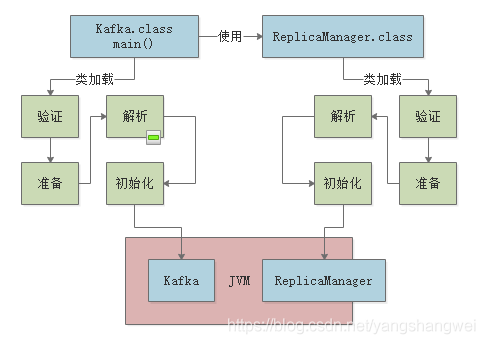 Kafka.class
main()
使用
ReplicaManager.class
类加载
类加载
验证
解析
解析
验证
准备
初始化
初始化
准备
Kafka
JVM
ReplicaManager
https://blog.csdn.net/yangshangwei